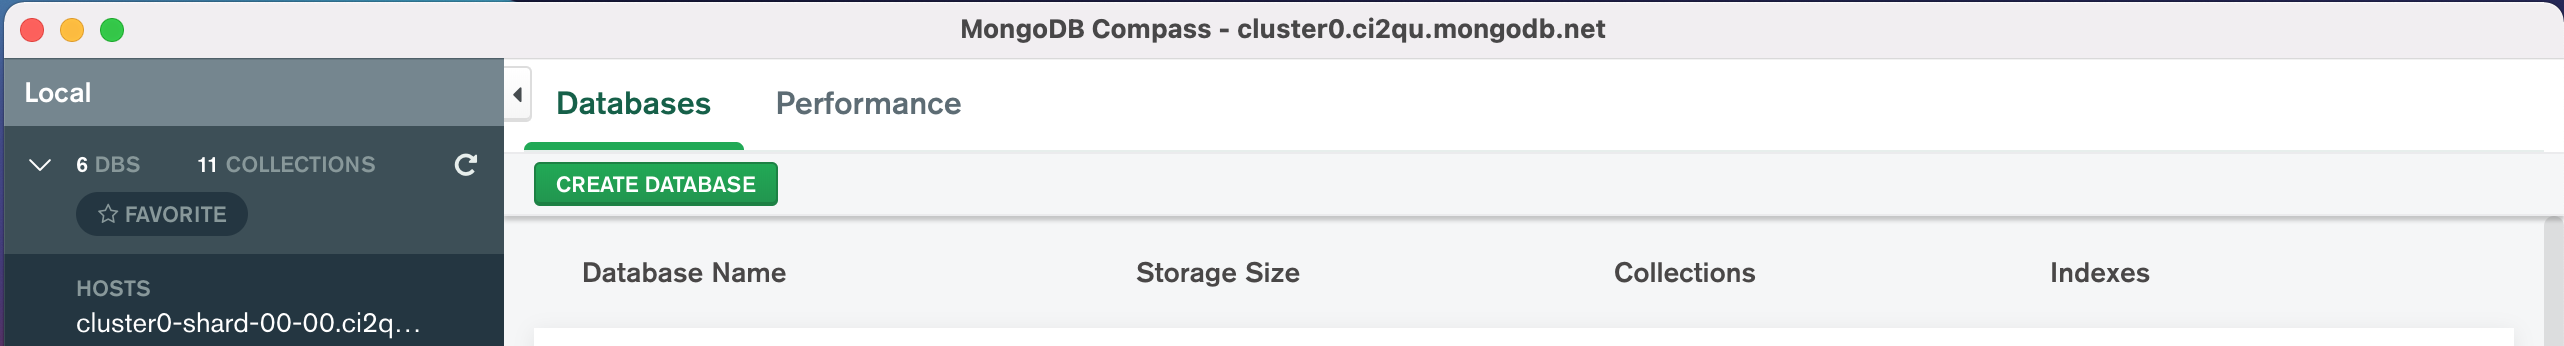 MongoDB Compass - cluster0.ci2qu.mongodb.net
Local
Databases Performance
6 DBS 11 COLLECTIONS
FAVORITE
CREATE DATABASE
Database Name Storage Size Collections Indexes
HOSTS
cluster0-shard-00-00.ci2q...